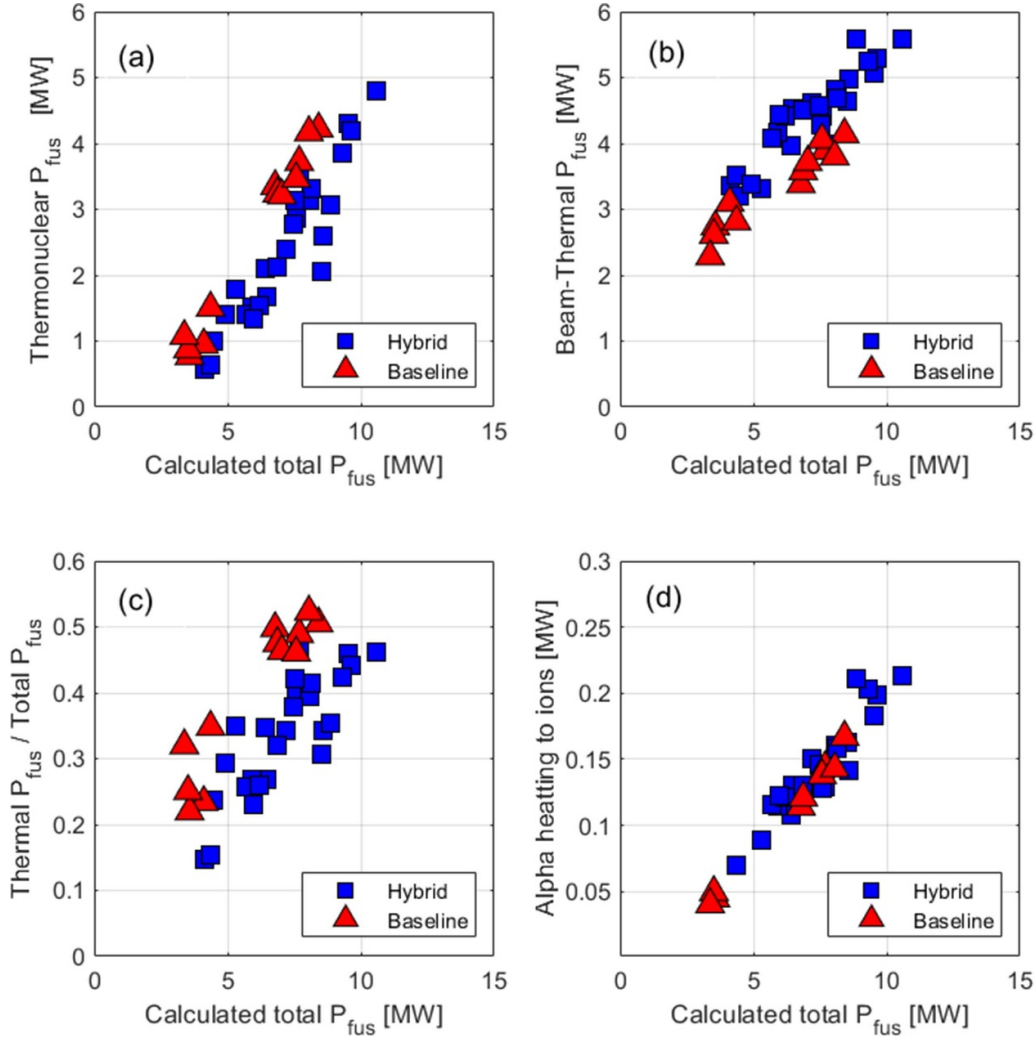 (a)
Thermonuclear P_fus [MW]
6
5
4
3
2
1
0
0 5 10 15
Calculated total P_fus [MW]
Hybrid
Baseline
(b)
Beam-Thermal P_fus [MW]
6
5
4
3
2
1
0
0 5 10 15
Calculated total P_fus [MW]
Hybrid
Baseline
(c)
Thermal P_fus / Total P_fus
0.6
0.5
0.4
0.3
0.2
0.1
0
0 5 10 15
Calculated total P_fus [MW]
Hybrid
Baseline
(d)
Alpha heatting to ions [MW]
0.3
0.25
0.2
0.15
0.1
0.05
0 5 10 15
Calculated total P_fus [MW]
Hybrid
Baseline